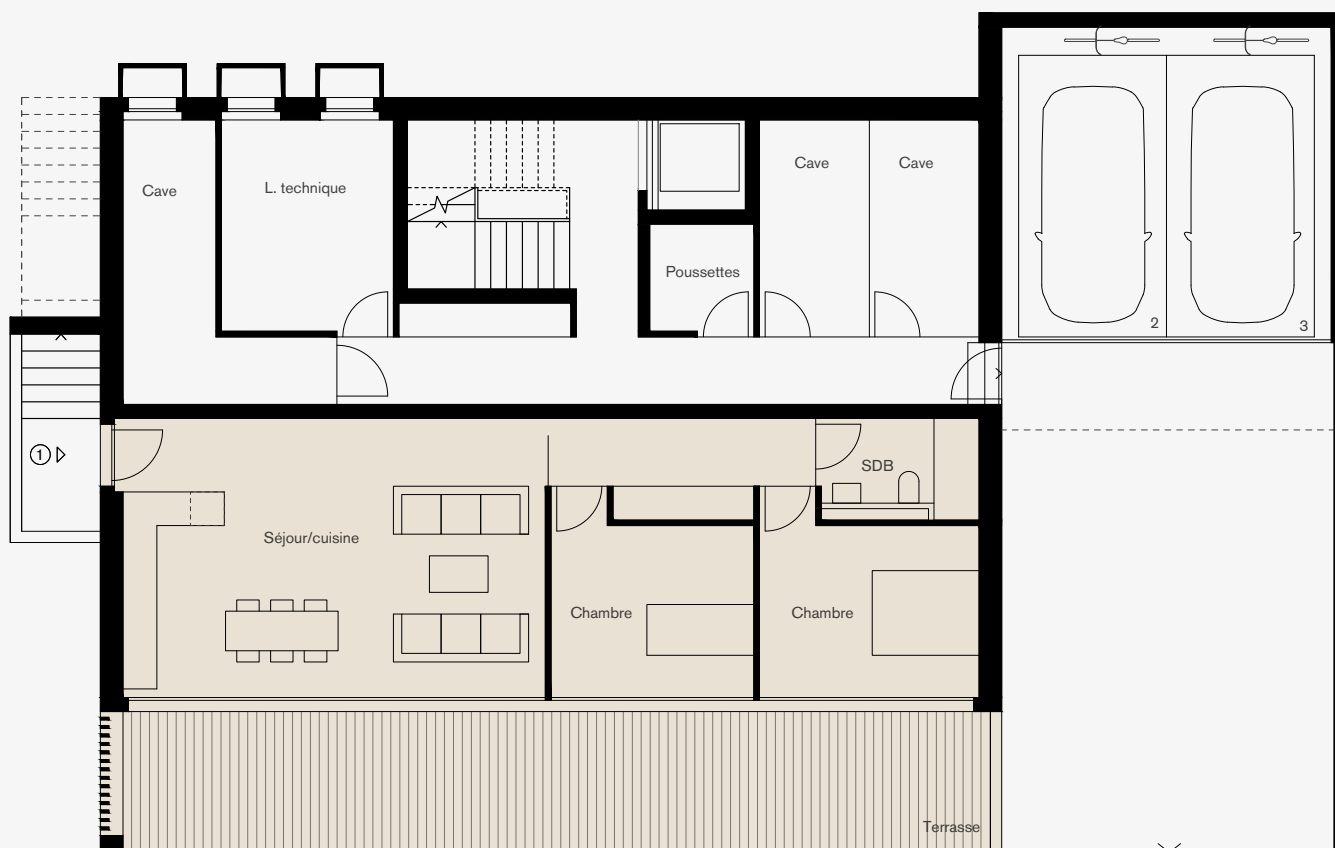 Cave
L. technique
Cave
Cave
Poussettes
2
3
1
SDB
Séjour/cuisine
Chambre
Chambre
Terrasse